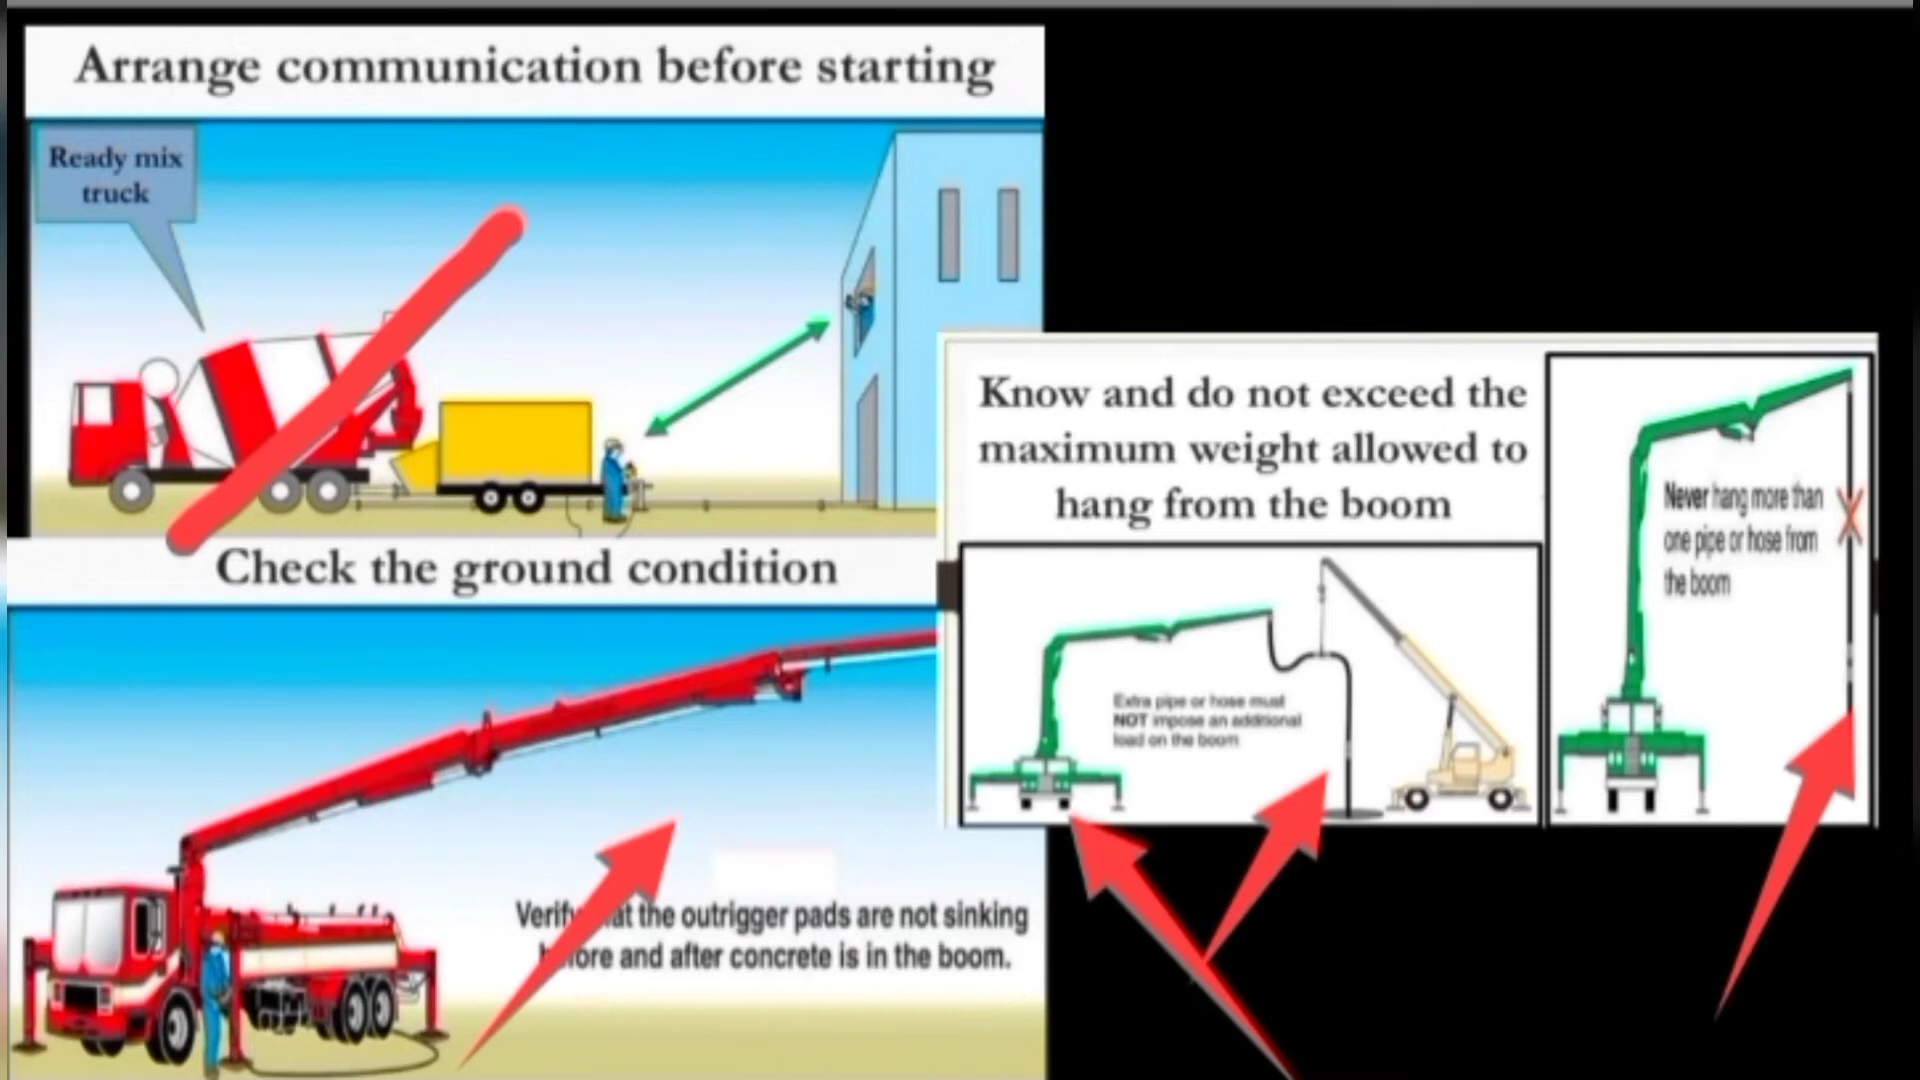 Arrange communication before starting
Ready mix
truck
Check the ground condition
Verify at the outrigger pads are not sinking
ore and after concrete is in the boom.
Know and do not exceed the
maximum weight allowed to
hang from the boom
Extra pipe or hose must
NOT impose an additional
load on the boom
Never hang more than
one pipe or hose from
the boom